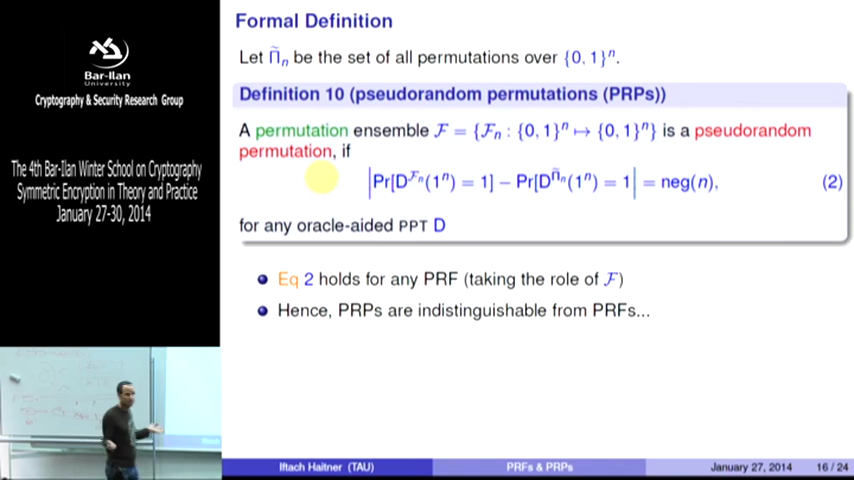 Bar-Ilan
University
Cryptography & Security Research Group
The 4th Bar-Ilan Winter School on Cryptography
Symmetric Encryption in Theory and Practice
January 27-30, 2014
Formal Definition
Let Π̃ₙ be the set of all permutations over {0, 1}ⁿ.
Definition 10 (pseudorandom permutations (PRPs))
A permutation ensemble F = {Fₙ : {0, 1}ⁿ ↦ {0, 1}ⁿ} is a pseudorandom
permutation, if
|Pr[D^{Fₙ}(1ⁿ) = 1] − Pr[D^{Π̃ₙ}(1ⁿ) = 1| = neg(n), (2)
for any oracle-aided PPT D
Eq 2 holds for any PRF (taking the role of F)
Hence, PRPs are indistinguishable from PRFs...
Iftach Haitner (TAU) PRFs & PRPs January 27, 2014 16 / 24